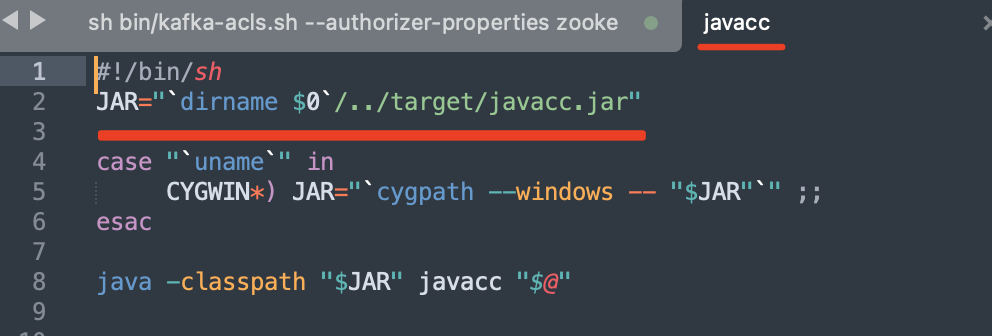 sh bin/kafka-acls.sh --authorizer-properties zooke
javacc
1 #!/bin/sh
2 JAR="`dirname $0`/../target/javacc.jar"
3
4 case "`uname`" in
5 CYGWIN*) JAR="`cygpath --windows -- "$JAR"`" ;;
6 esac
7
8 java -classpath "$JAR" javacc "$@"
9